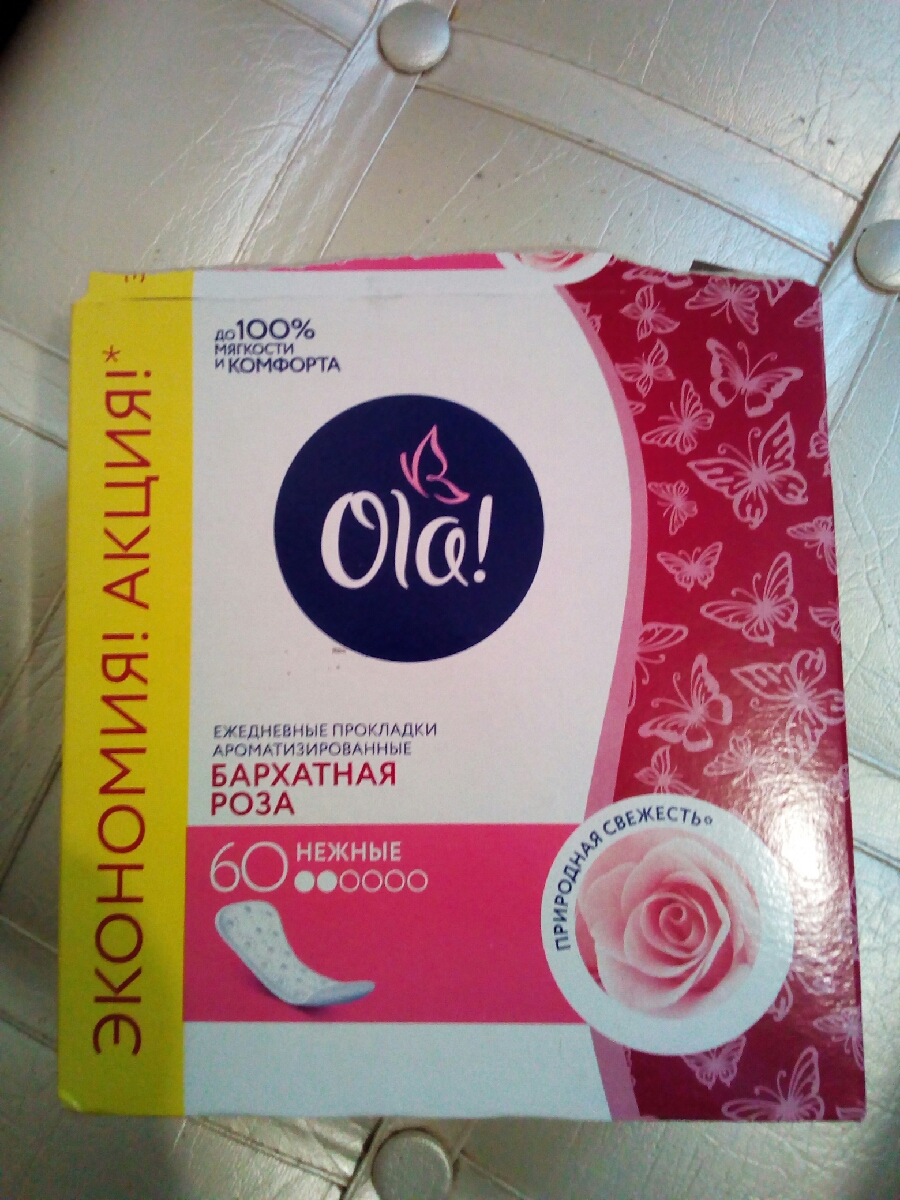 ЭКОНОМИЯ! АКЦИЯ!*
ДО 100%
МЯГКОСТИ
И КОМФОРТА
Ola!
ЕЖЕДНЕВНЫЕ ПРОКЛАДКИ
АРОМАТИЗИРОВАННЫЕ
БАРХАТНАЯ
РОЗА
60 НЕЖНЫЕ
ПРИРОДНАЯ СВЕЖЕСТЬ°